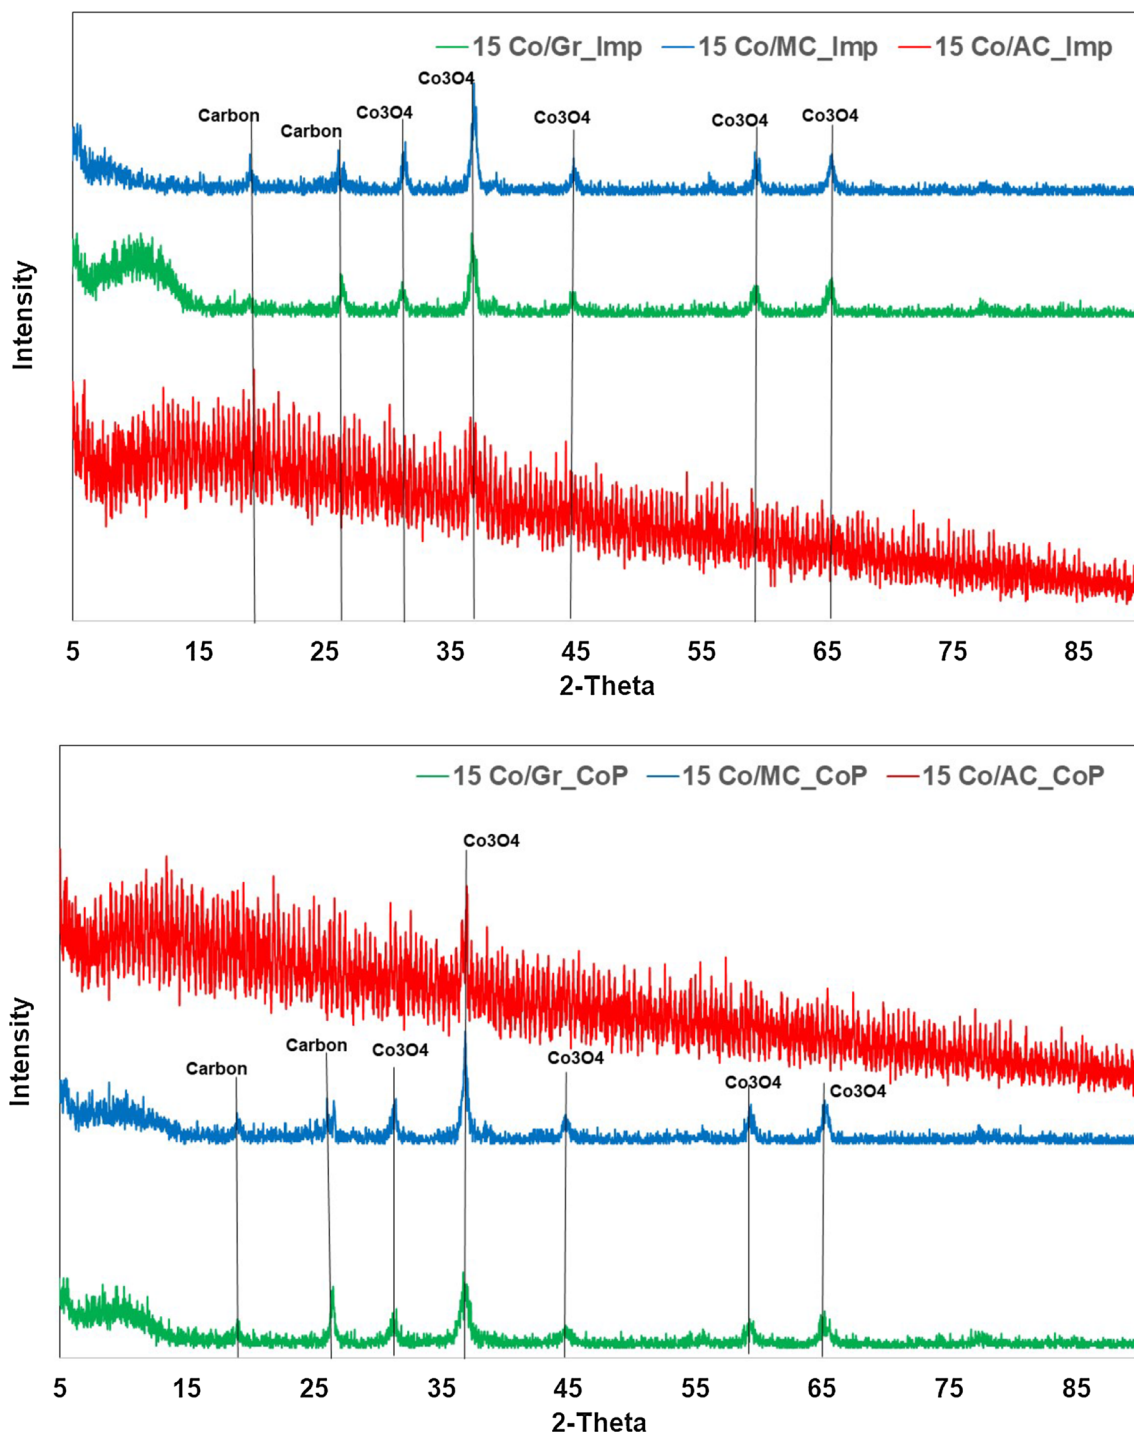 15 Co/Gr_Imp 15 Co/MC_Imp 15 Co/AC_Imp
Co3O4
Carbon
Carbon
Co3O4
Co3O4
Co3O4
Co3O4
Intensity
5 15 25 35 45 55 65 75 85
2-Theta
15 Co/Gr_CoP 15 Co/MC_CoP 15 Co/AC_CoP
Co3O4
Carbon
Carbon
Co3O4
Co3O4
Co3O4
Co3O4
Intensity
5 15 25 35 45 55 65 75 85
2-Theta